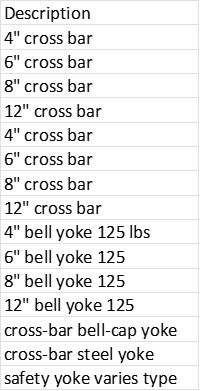 Description
4" cross bar
6" cross bar
8" cross bar
12" cross bar
4" cross bar
6" cross bar
8" cross bar
12" cross bar
4" bell yoke 125 lbs
6" bell yoke 125
8" bell yoke 125
12" bell yoke 125
cross-bar bell-cap yoke
cross-bar steel yoke
safety yoke varies type